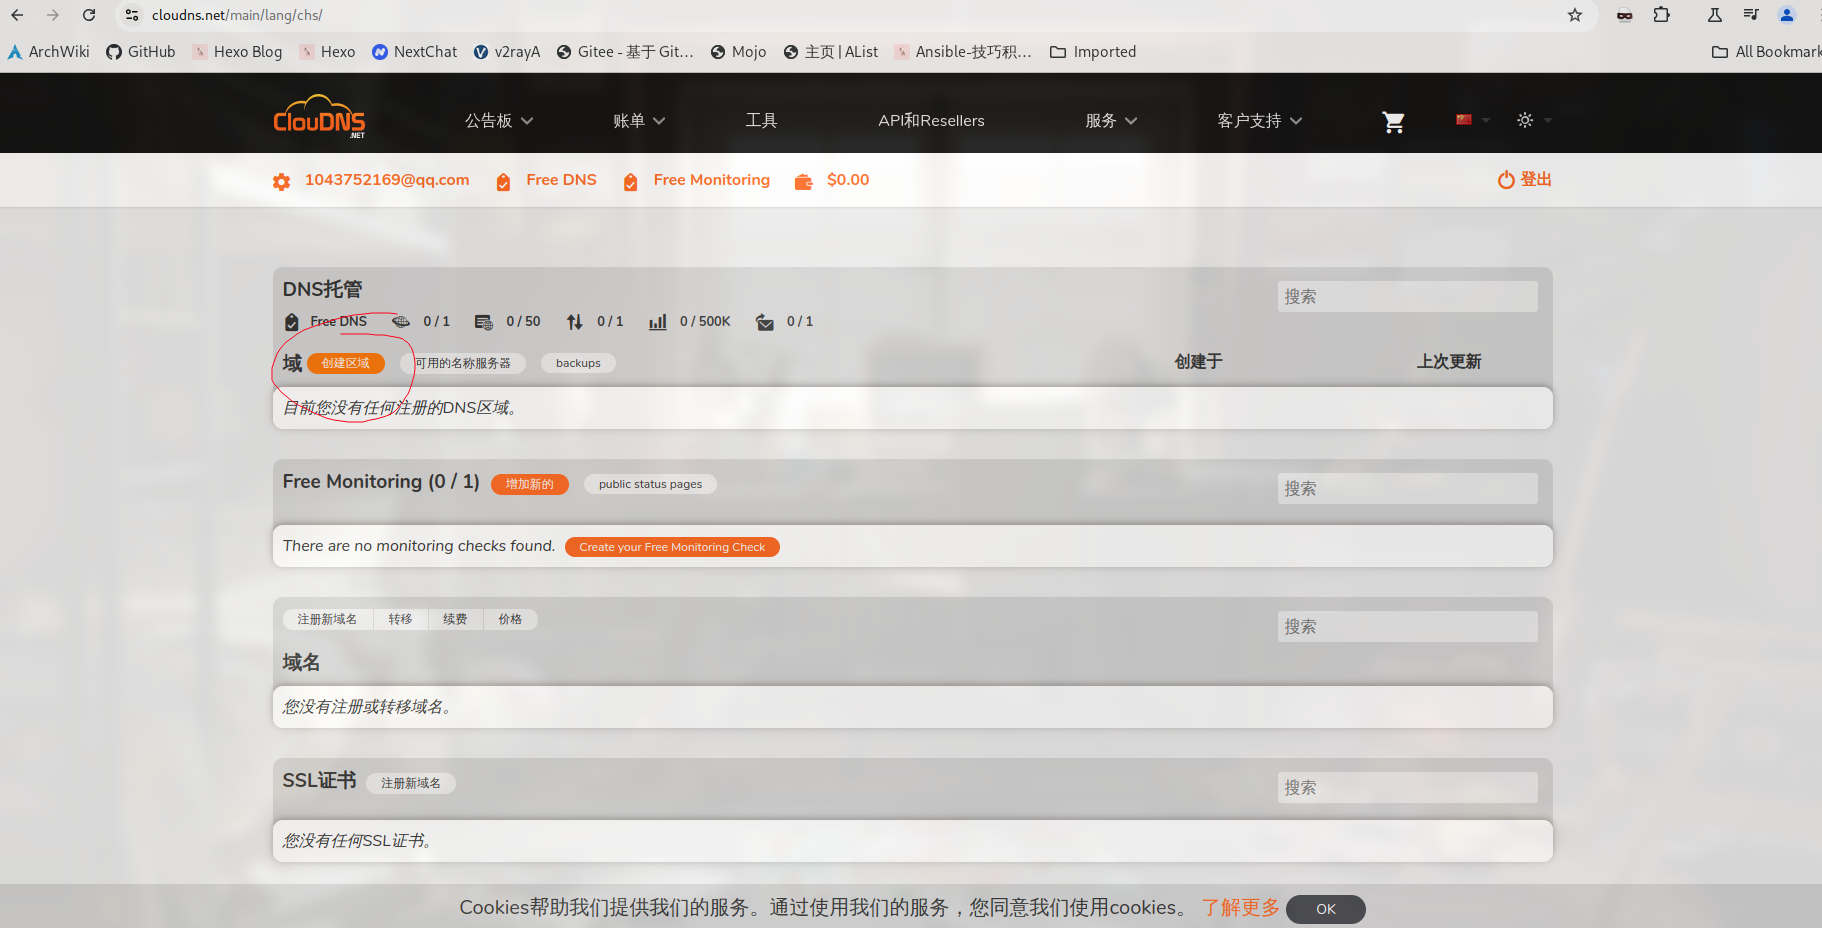 cloudns.net/main/lang/chs/
ArchWiki GitHub Hexo Blog Hexo NextChat v2rayA Gitee - 基于 Git... Mojo 主页 | AList Ansible-技巧积... Imported All Bookmark
ClouDNS .NET 公告板 账单 工具 API和Resellers 服务 客户支持
1043752169@qq.com Free DNS Free Monitoring $0.00 登出
DNS托管 搜索
Free DNS 0 / 1 0 / 50 0 / 1 0 / 500K 0 / 1
域 创建区域 可用的名称服务器 backups 创建于 上次更新
目前您没有任何注册的DNS区域。
Free Monitoring (0 / 1) 增加新的 public status pages 搜索
There are no monitoring checks found. Create your Free Monitoring Check
注册新域名 转移 续费 价格 搜索
域名
您没有注册或转移域名。
SSL证书 注册新域名 搜索
您没有任何SSL证书。
Cookies帮助我们提供我们的服务。通过使用我们的服务，您同意我们使用cookies。 了解更多 OK